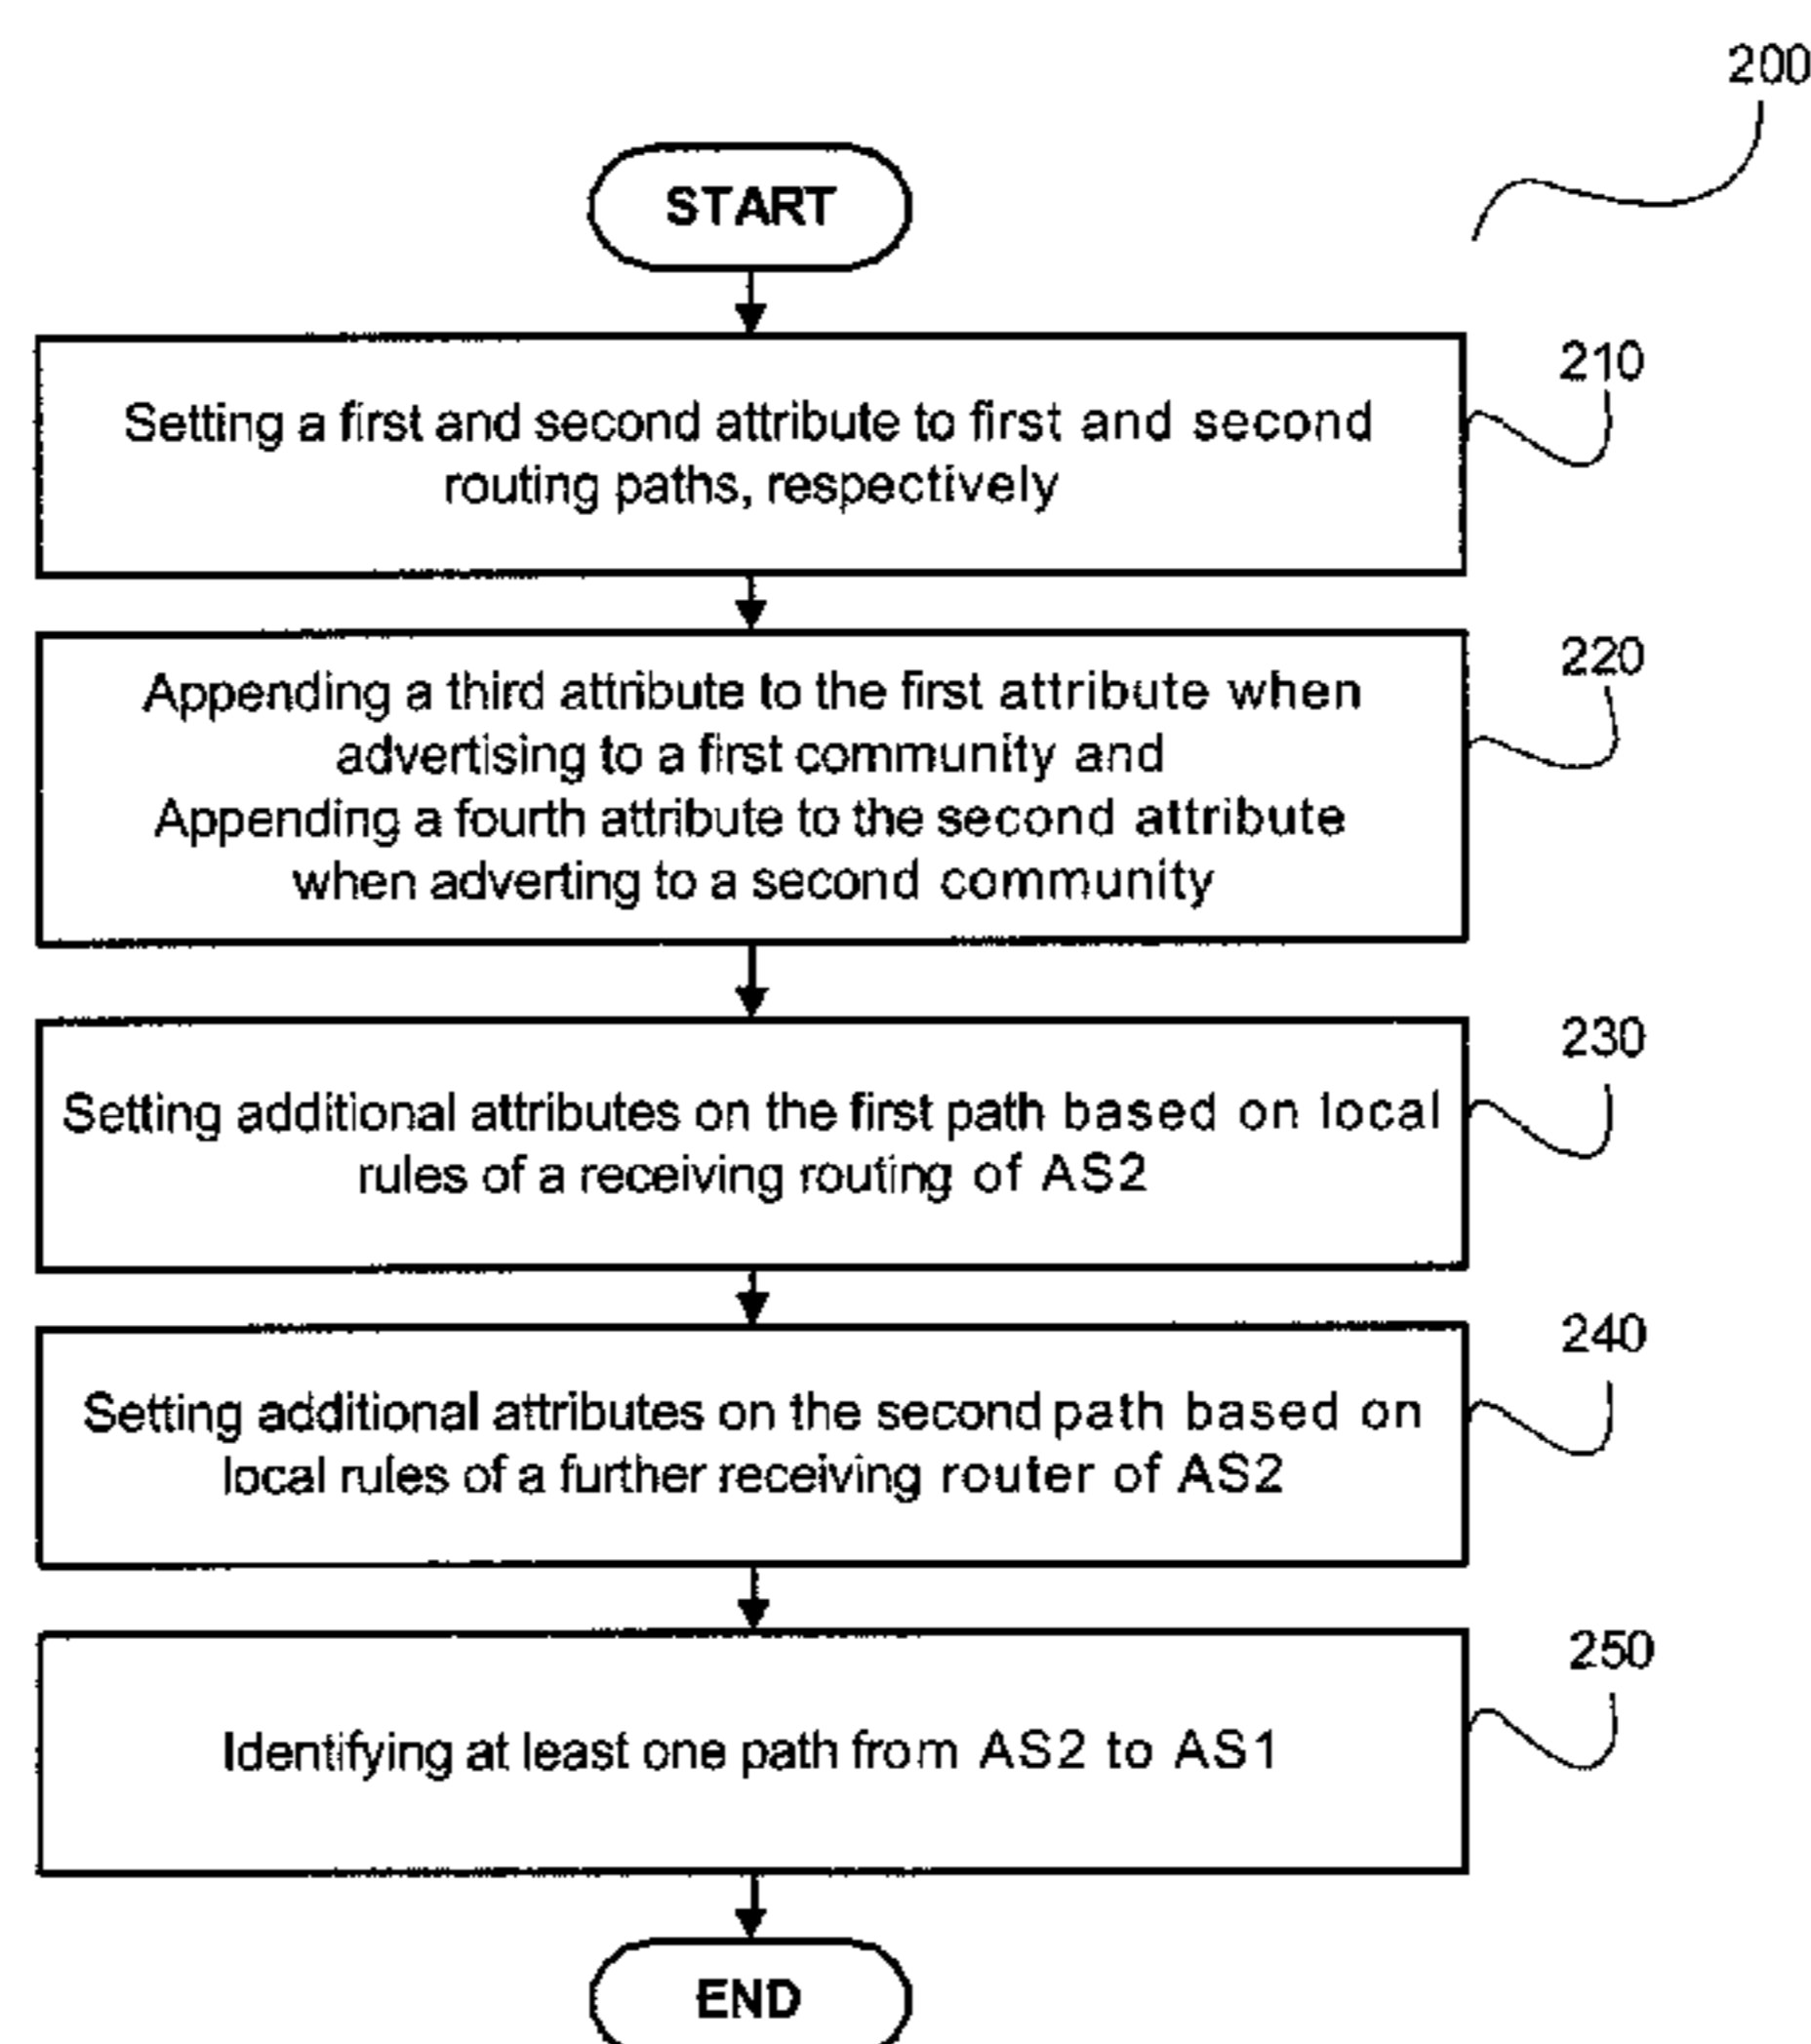 200
START
210
Setting a first and second attribute to first and second
routing paths, respectively
220
Appending a third attribute to the first attribute when
advertising to a first community and
Appending a fourth attribute to the second attribute
when adverting to a second community
230
Setting additional attributes on the first path based on local
rules of a receiving routing of AS2
240
Setting additional attributes on the second path based on
local rules of a further receiving router of AS2
250
Identifying at least one path from AS2 to AS1
END